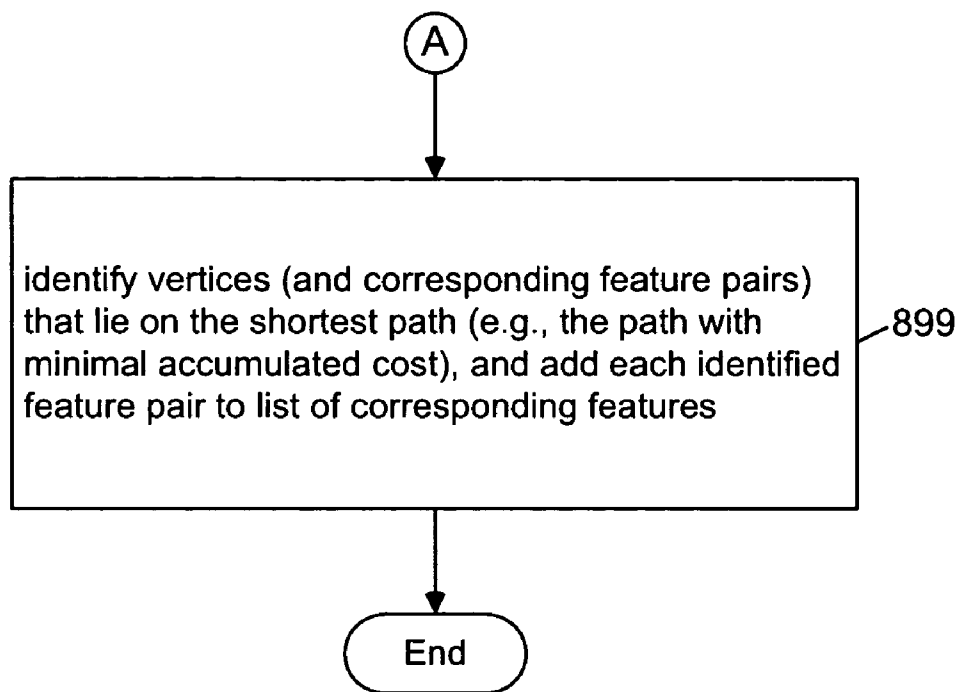 A
identify vertices (and corresponding feature pairs)
that lie on the shortest path (e.g., the path with
minimal accumulated cost), and add each identified
feature pair to list of corresponding features
899
End